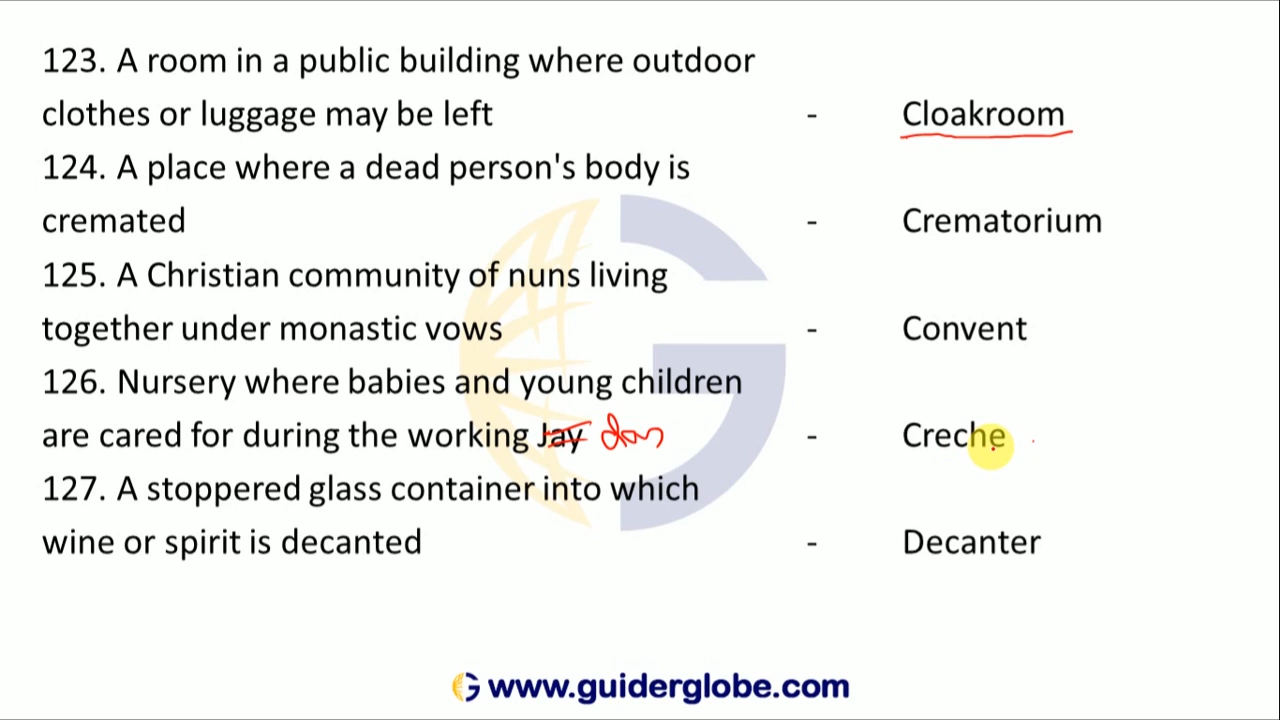 123. A room in a public building where outdoor
clothes or luggage may be left - Cloakroom
124. A place where a dead person's body is
cremated - Crematorium
125. A Christian community of nuns living
together under monastic vows - Convent
126. Nursery where babies and young children
are cared for during the working Jay day - Creche
127. A stoppered glass container into which
wine or spirit is decanted - Decanter
www.guiderglobe.com